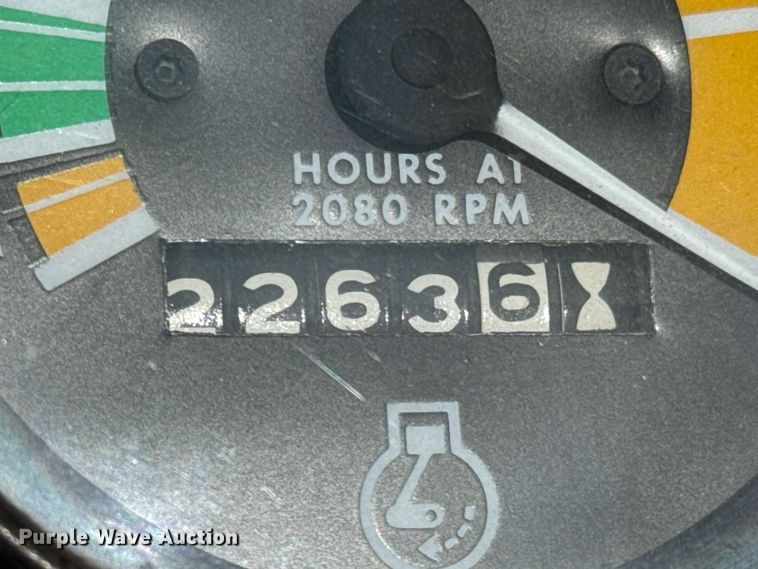 HOURS AT
2080 RPM
22636
Purple Wave Auction